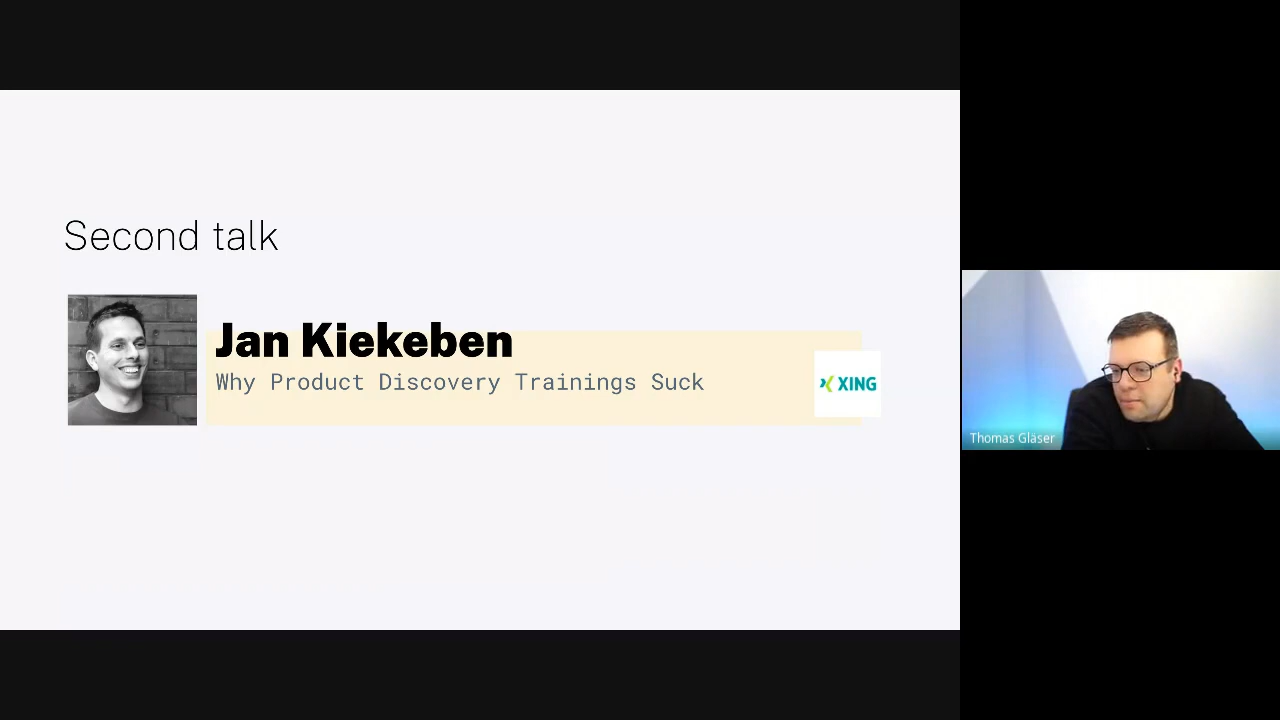 Second talk
Jan Kiekeben
Why Product Discovery Trainings Suck
XING
Thomas Gläser